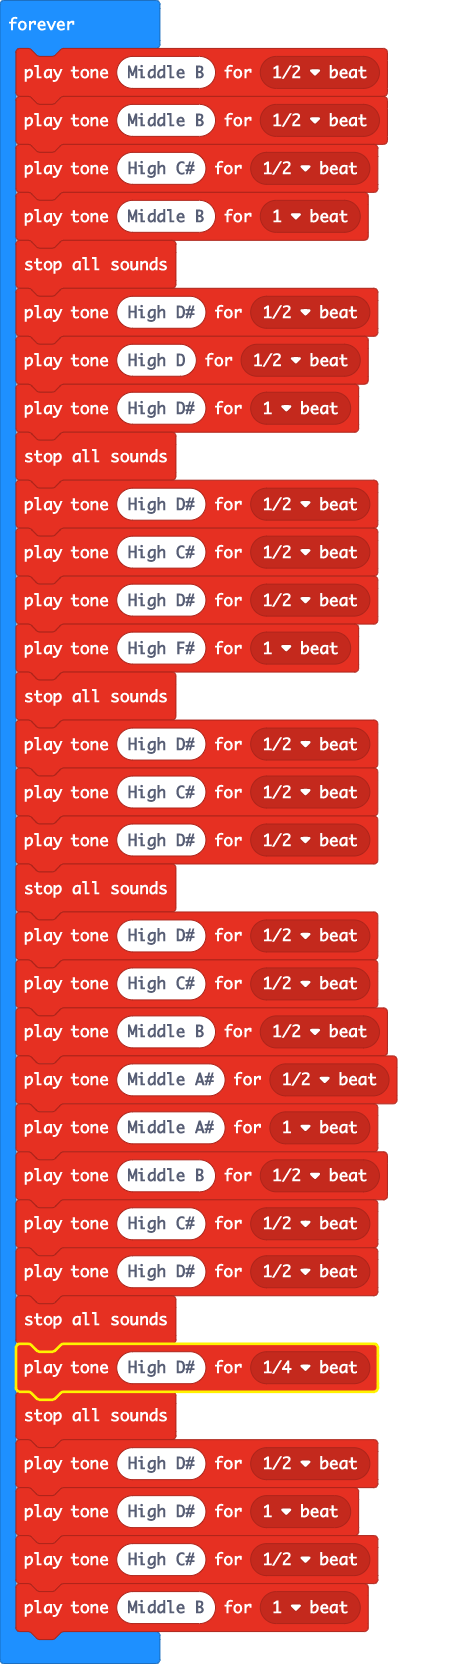 forever
play tone Middle B for 1/2 beat
play tone Middle B for 1/2 beat
play tone High C# for 1/2 beat
play tone Middle B for 1 beat
stop all sounds
play tone High D# for 1/2 beat
play tone High D for 1/2 beat
play tone High D# for 1 beat
stop all sounds
play tone High D# for 1/2 beat
play tone High C# for 1/2 beat
play tone High D# for 1/2 beat
play tone High F# for 1 beat
stop all sounds
play tone High D# for 1/2 beat
play tone High C# for 1/2 beat
play tone High D# for 1/2 beat
stop all sounds
play tone High D# for 1/2 beat
play tone High C# for 1/2 beat
play tone Middle B for 1/2 beat
play tone Middle A# for 1/2 beat
play tone Middle A# for 1 beat
play tone Middle B for 1/2 beat
play tone High C# for 1/2 beat
play tone High D# for 1/2 beat
stop all sounds
play tone High D# for 1/4 beat
stop all sounds
play tone High D# for 1/2 beat
play tone High D# for 1 beat
play tone High C# for 1/2 beat
play tone Middle B for 1 beat